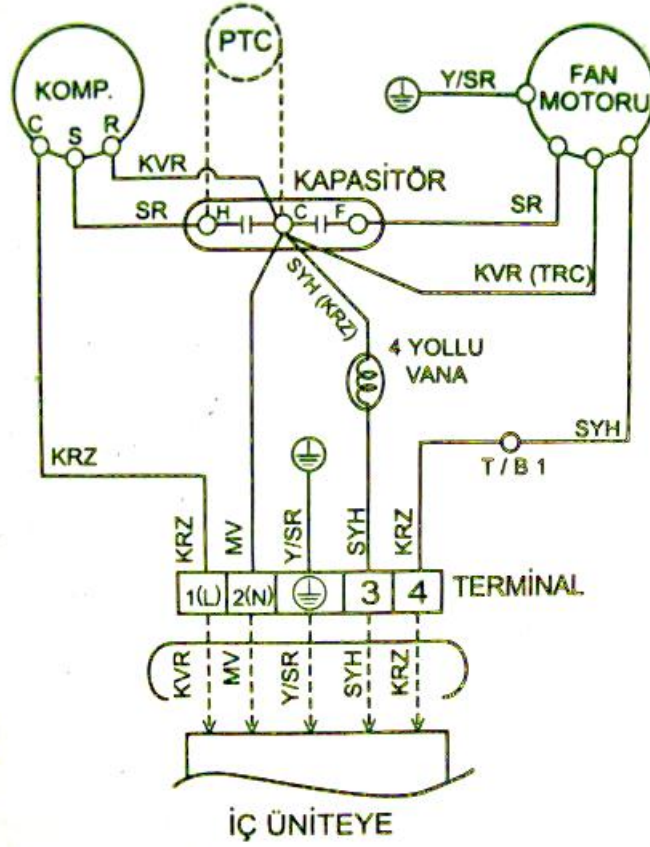 PTC
KOMP.
C
S
R
Y/SR
FAN
MOTORU
KVR
KAPASİTÖR
SR
H
C
F
SR
SYH (KRZ)
KVR (TRC)
4 YOLLU
VANA
KRZ
SYH
T / B 1
KRZ
MV
Y/SR
SYH
KRZ
1(L)
2(N)
3
4
TERMİNAL
KVR
MV
Y/SR
SYH
KRZ
İÇ ÜNİTEYE